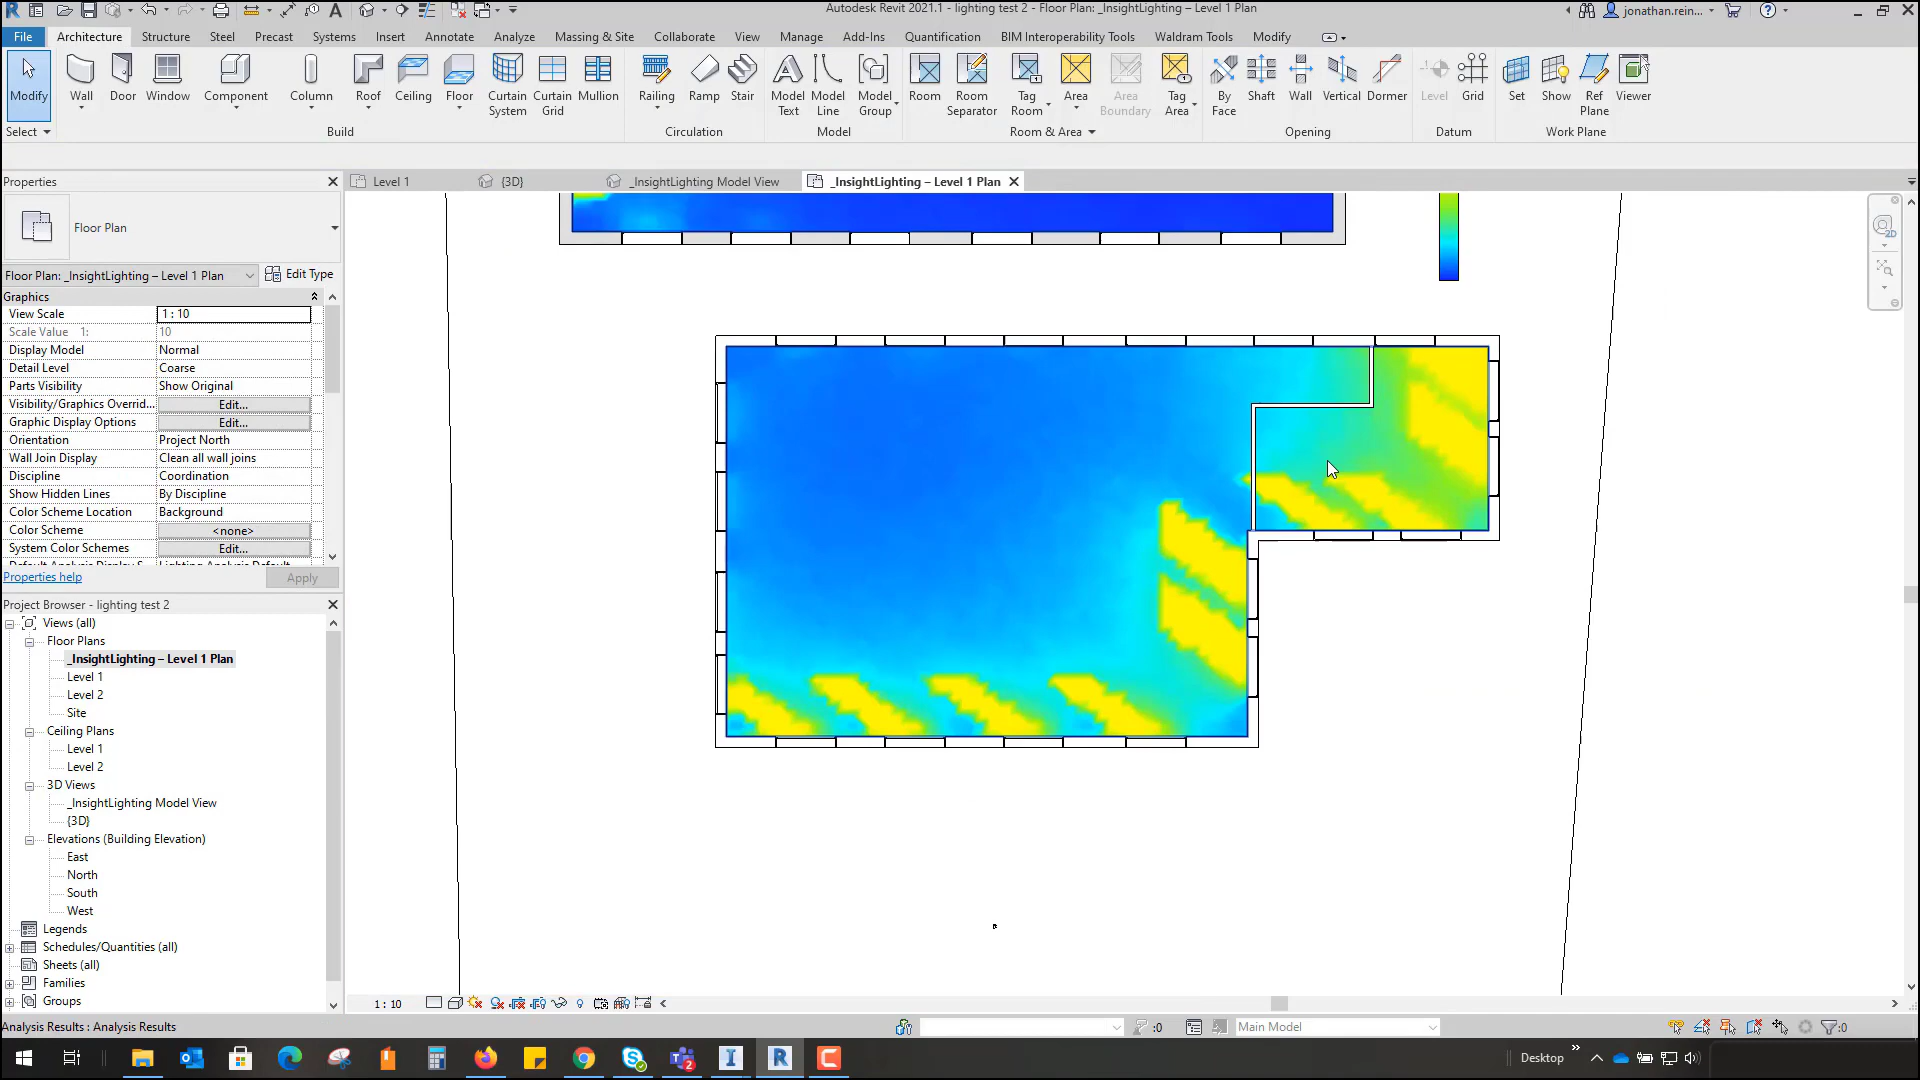 Autodesk Revit 2021.1 - lighting test 2 - Floor Plan: _InsightLighting – Level 1 Plan
jonathan.rein...
File Architecture Structure Steel Precast Systems Insert Annotate Analyze Massing & Site Collaborate View Manage Add-Ins Quantification BIM Interoperability Tools Waldram Tools Modify
Modify Wall Door Window Component Column Roof Ceiling Floor Curtain System Curtain Grid Mullion Railing Ramp Stair Model Text Model Line Model Group Room Room Separator Tag Room Area Area Boundary Tag Area By Face Shaft Wall Vertical Dormer Level Grid Set Show Ref Plane Viewer
Select Build Circulation Model Room & Area Opening Datum Work Plane
Properties
Level 1 {3D} _InsightLighting Model View _InsightLighting – Level 1 Plan
Floor Plan
Floor Plan: _InsightLighting – Level 1 Plan Edit Type
Graphics
View Scale 1 : 10
Scale Value 1: 10
Display Model Normal
Detail Level Coarse
Parts Visibility Show Original
Visibility/Graphics Overrid... Edit...
Graphic Display Options Edit...
Orientation Project North
Wall Join Display Clean all wall joins
Discipline Coordination
Show Hidden Lines By Discipline
Color Scheme Location Background
Color Scheme <none>
System Color Schemes Edit...
Properties help Apply
Project Browser - lighting test 2
Views (all)
Floor Plans
_InsightLighting – Level 1 Plan
Level 1
Level 2
Site
Ceiling Plans
Level 1
Level 2
3D Views
_InsightLighting Model View
{3D}
Elevations (Building Elevation)
East
North
South
West
Legends
Schedules/Quantities (all)
Sheets (all)
Families
Groups
1 : 10
Analysis Results : Analysis Results
:0
Main Model
:0
Desktop